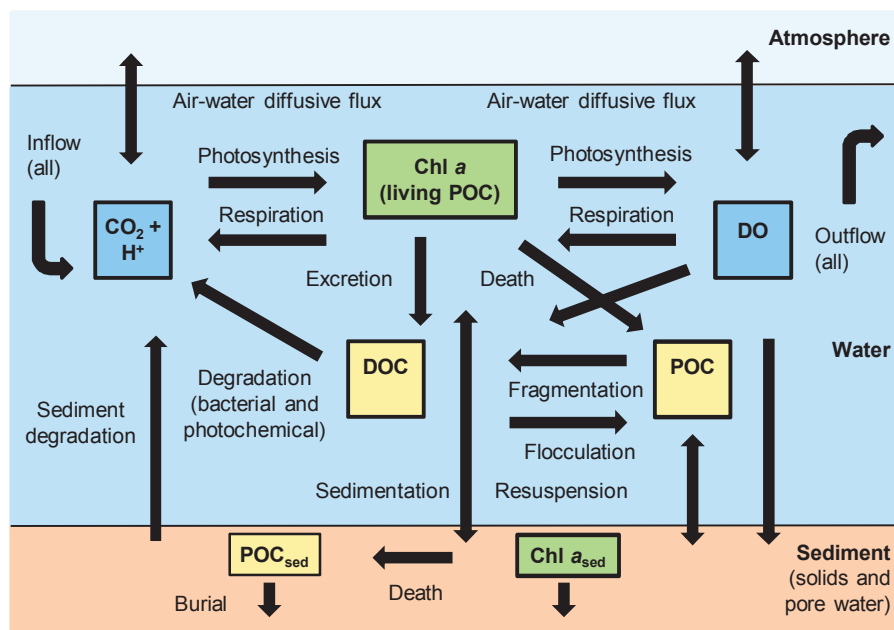 Atmosphere
Air-water diffusive flux
Air-water diffusive flux
Inflow
(all)
Photosynthesis
Chl a
(living POC)
Photosynthesis
Respiration
Respiration
CO₂ +
H⁺
DO
Outflow
(all)
Excretion
Death
Water
DOC
POC
Degradation
(bacterial and
photochemical)
Fragmentation
Sediment
degradation
Flocculation
Sedimentation
Resuspension
POCsed
Chl ased
Death
Burial
Sediment
(solids and
pore water)